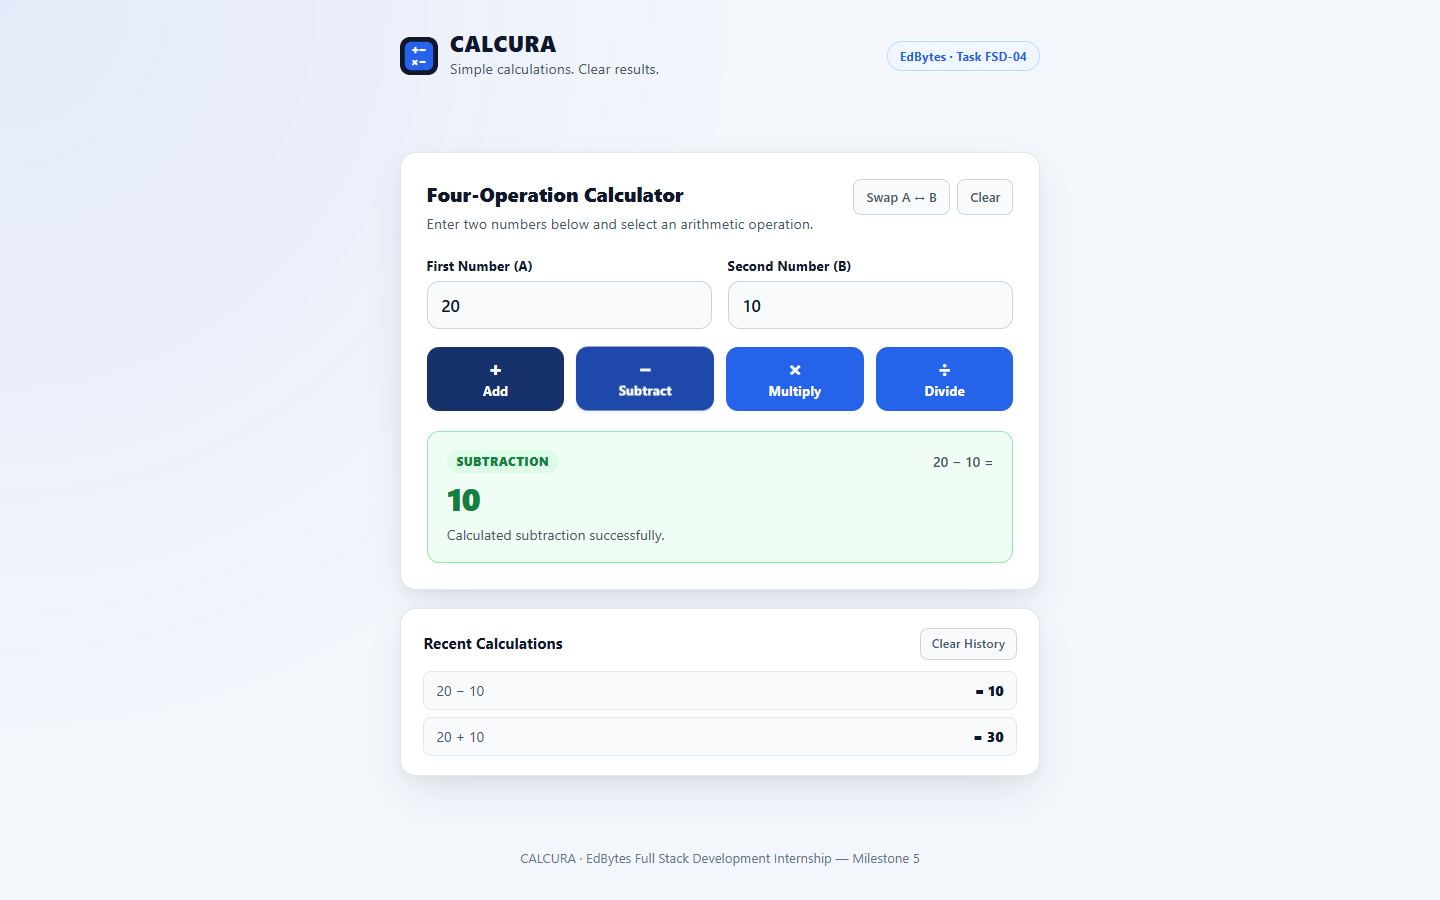 CALCURA
Simple calculations. Clear results.
EdBytes · Task FSD-04
Four-Operation Calculator
Swap A ↔ B
Clear
Enter two numbers below and select an arithmetic operation.
First Number (A)
Second Number (B)
20
10
+
Add
−
Subtract
×
Multiply
÷
Divide
SUBTRACTION
20 − 10 =
10
Calculated subtraction successfully.
Recent Calculations
Clear History
20 − 10
= 10
20 + 10
= 30
CALCURA · EdBytes Full Stack Development Internship — Milestone 5